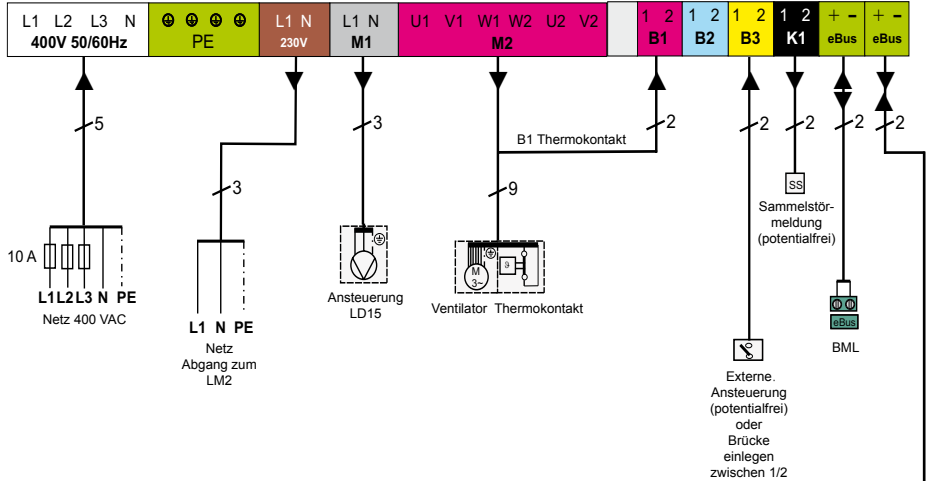 L1 L2 L3 N
400V 50/60Hz
PE
L1 N
230V
L1 N
M1
U1 V1 W1 W2 U2 V2
M2
1 2
B1
1 2
B2
1 2
B3
1 2
K1
+ -
eBus
+ -
eBus
5
3
3
9
2
2
2
2
2
B1 Thermokontakt
10 A
L1 L2 L3 N PE
Netz 400 VAC
L1 N PE
Netz
Abgang zum
LM2
Ansteuerung
LD15
M
3~
ϑ
Ventilator Thermokontakt
SS
Sammelstör-
meldung
(potentialfrei)
Externe.
Ansteuerung
(potentialfrei)
oder
Brücke
einlegen
zwischen 1/2
eBus
BML